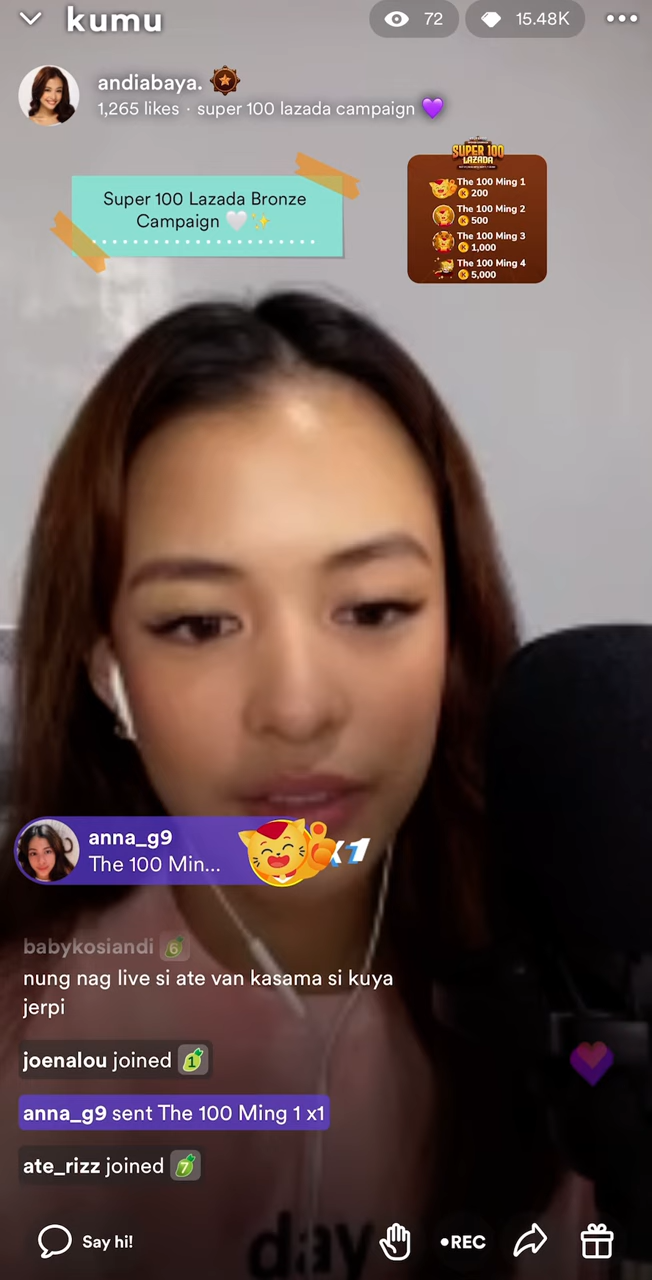 kumu
72
15.48K
andiabaya.
1,265 likes · super 100 lazada campaign 💜
Super 100 Lazada Bronze
Campaign 🤍✨
SUPER 100
LAZADA
The 100 Ming 1
K 200
The 100 Ming 2
K 500
The 100 Ming 3
K 1,000
The 100 Ming 4
K 5,000
anna_g9
The 100 Min...
x1
babykosiandi 6
nung nag live si ate van kasama si kuya
jerpi
joenalou joined 1
anna_g9 sent The 100 Ming 1 x1
ate_rizz joined 7
day
Say hi!
•REC